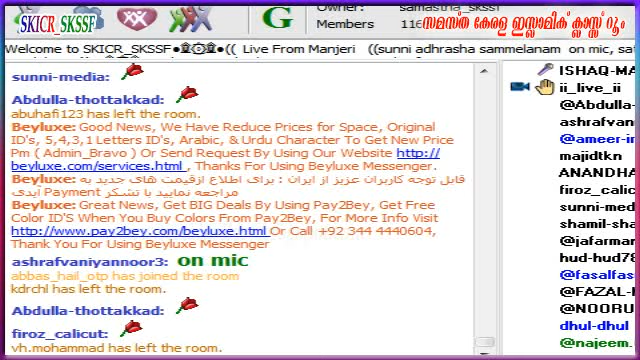 SKICR_SKSSF
G
Owner: samastha_skssf
Members 116
സമസ്ത കേരള ഇസ്ലാമിക് ക്ലാസ്സ് റൂം
Welcome to SKICR_SKSSF●۩۞۩●(( Live From Manjeri ((sunni adhrasha sammelanam on mic, sat
sunni-media:
Abdulla-thottakkad:
abuhafi123 has left the room.
Beyluxe: Good News, We Have Reduce Prices for Space, Original
ID's, 5,4,3,1 Letters ID's, Arabic, & Urdu Character To Get New Price
Pm ( Admin_Bravo ) Or Send Request By Using Our Website http://
beyluxe.com/services.html , Thanks For Using Beyluxe Messenger.
Beyluxe: قابل توجه کاربران عزیز از ایران : برای اطلاع ازقیمت های جدید به
آیدی Payment مراجعه نمایید با تشکر
Beyluxe: Great News, Get BIG Deals By Using Pay2Bey, Get Free
Color ID'S When You Buy Colors From Pay2Bey, For More Info Visit
http://www.pay2bey.com/beyluxe.html Or Call +92 344 4440604,
Thank You For Using Beyluxe Messenger
ashrafvaniyannoor3: on mic
abbas_hail_otp has joined the room
kdrchl has left the room.
Abdulla-thottakkad:
firoz_calicut:
vh.mohammad has left the room.
ISHAQ-MA
ii_live_ii
@Abdulla-
ashrafvan
@ameer-i
majidtkn
ANANDHA
firoz_calic
sunni-med
shamil-sha
@jafarmar
hud-hud78
@fasalfas
@FAZAL-K
@NOORU
dhul-dhul
@najeem.